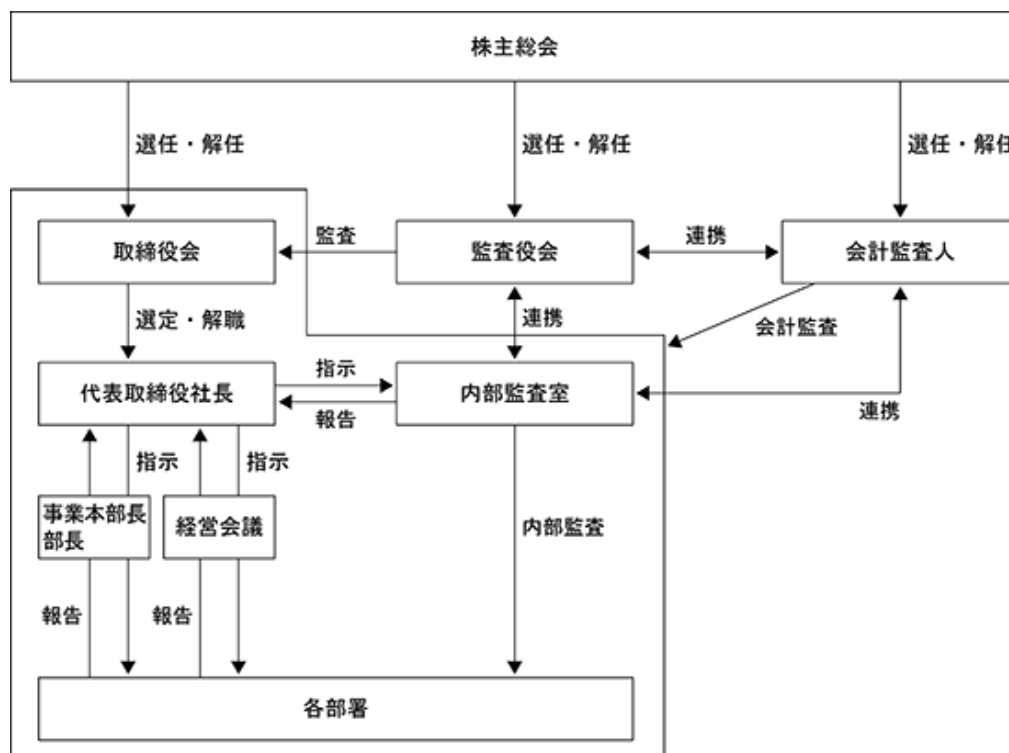 株主総会
選任・解任
選任・解任
選任・解任
取締役会
監査
監査役会
連携
会計監査人
選定・解職
連携
会計監査
代表取締役社長
指示
報告
内部監査室
連携
指示
指示
事業本部長
部長
経営会議
内部監査
報告
報告
各部署